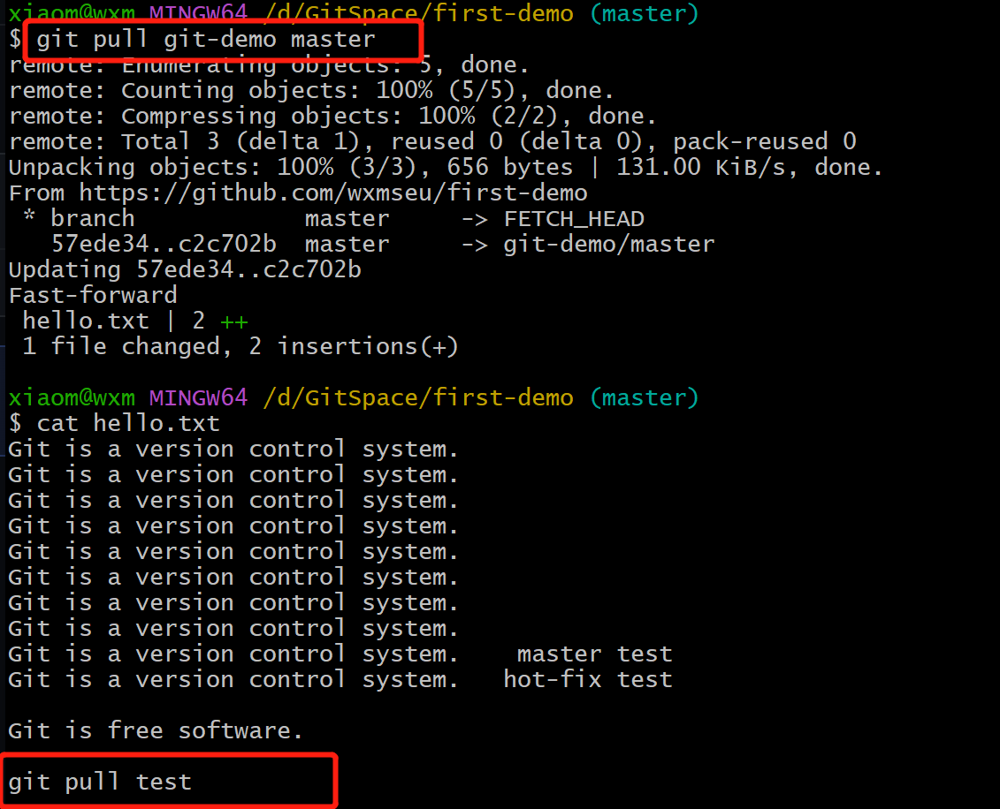 xiaom@wxm MINGW64 /d/GitSpace/first-demo (master)
$ git pull git-demo master
remote: Enumerating objects: 5, done.
remote: Counting objects: 100% (5/5), done.
remote: Compressing objects: 100% (2/2), done.
remote: Total 3 (delta 1), reused 0 (delta 0), pack-reused 0
Unpacking objects: 100% (3/3), 656 bytes | 131.00 KiB/s, done.
From https://github.com/wxmseu/first-demo
 * branch            master     -> FETCH_HEAD
   57ede34..c2c702b  master     -> git-demo/master
Updating 57ede34..c2c702b
Fast-forward
 hello.txt | 2 ++
 1 file changed, 2 insertions(+)
xiaom@wxm MINGW64 /d/GitSpace/first-demo (master)
$ cat hello.txt
Git is a version control system.
Git is a version control system.
Git is a version control system.
Git is a version control system.
Git is a version control system.
Git is a version control system.
Git is a version control system.
Git is a version control system.
Git is a version control system.    master test
Git is a version control system.   hot-fix test
Git is free software.
git pull test